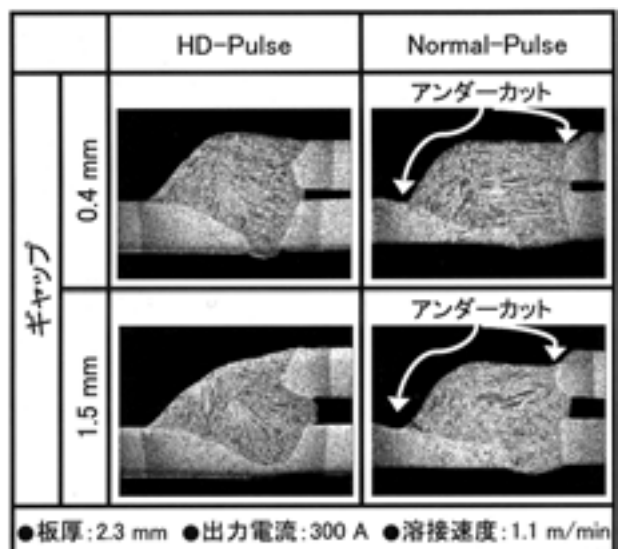 HD-Pulse
Normal-Pulse
ギャップ
0.4 mm
アンダーカット
1.5 mm
アンダーカット
●板厚:2.3 mm ●出力電流:300 A ●溶接速度:1.1 m/min